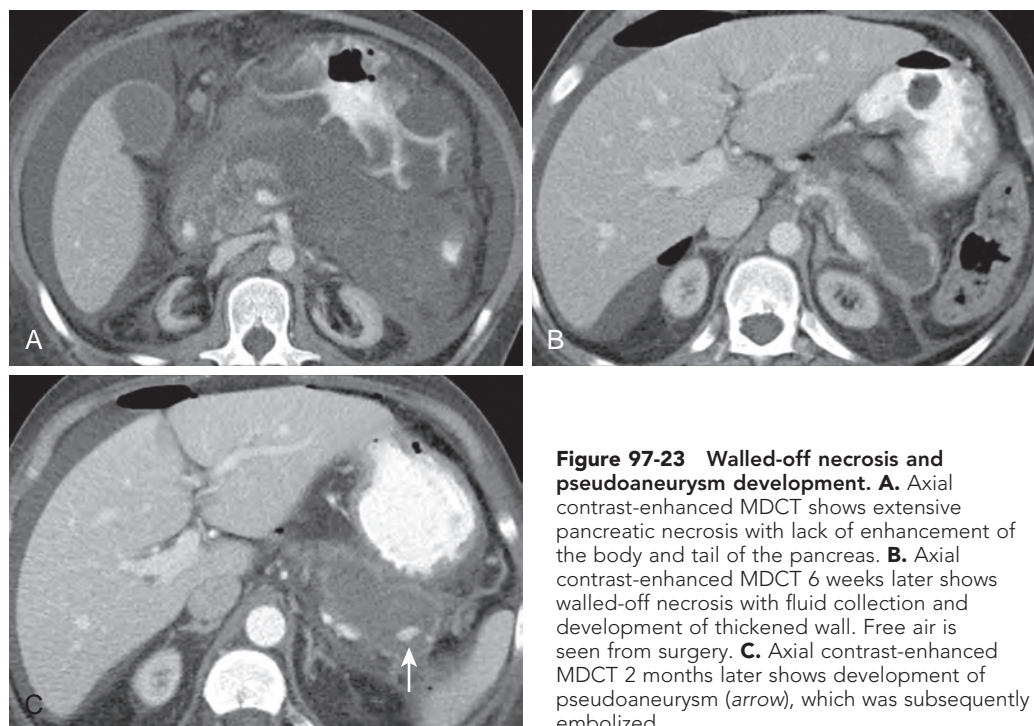 A
B
C
Figure 97-23 Walled-off necrosis and
pseudoaneurysm development. A. Axial
contrast-enhanced MDCT shows extensive
pancreatic necrosis with lack of enhancement of
the body and tail of the pancreas. B. Axial
contrast-enhanced MDCT 6 weeks later shows
walled-off necrosis with fluid collection and
development of thickened wall. Free air is
seen from surgery. C. Axial contrast-enhanced
MDCT 2 months later shows development of
pseudoaneurysm (arrow), which was subsequently
embolized